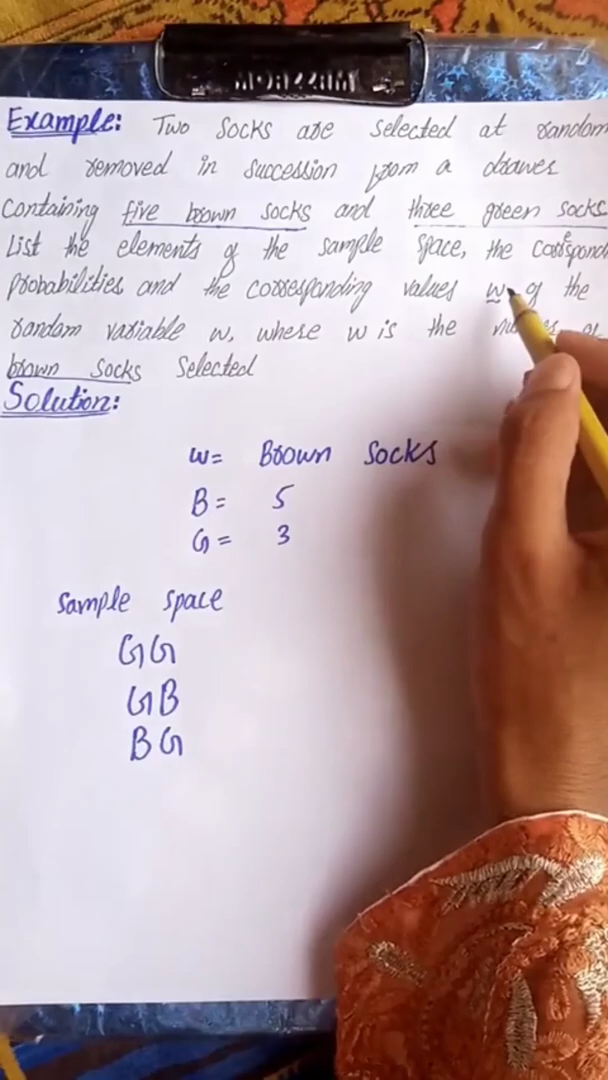 MOAZZAM
Example: Two socks are selected at random
and removed in succession from a drawer
containing five brown socks and three green socks
List the elements of the sample space, the correspond
probabilities and the corresponding values w of the
random variable w, where w is the
brown socks selected
Solution:
w= Brown Socks
B= 5
G= 3
Sample space
GG
GB
BG